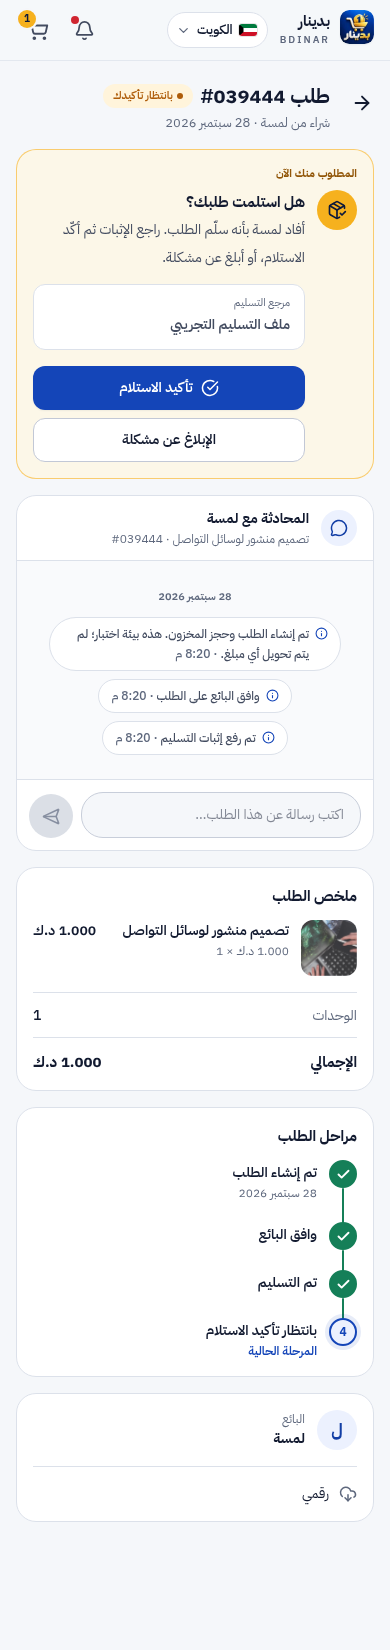 بدينار
BDINAR
الكويت
1
طلب 039444#
بانتظار تأكيدك
شراء من لمسة · 28 سبتمبر 2026
المطلوب منك الآن
هل استلمت طلبك؟
أفاد لمسة بأنه سلّم الطلب. راجع الإثبات ثم أكّد
الاستلام، أو أبلغ عن مشكلة.
مرجع التسليم
ملف التسليم التجريبي
تأكيد الاستلام
الإبلاغ عن مشكلة
المحادثة مع لمسة
تصميم منشور لوسائل التواصل · 039444#
28 سبتمبر 2026
تم إنشاء الطلب وحجز المخزون. هذه بيئة اختبار؛ لم
يتم تحويل أي مبلغ. · 8:20 م
وافق البائع على الطلب · 8:20 م
تم رفع إثبات التسليم · 8:20 م
اكتب رسالة عن هذا الطلب...
ملخص الطلب
تصميم منشور لوسائل التواصل
1.000 د.ك
1.000 د.ك × 1
الوحدات
1
الإجمالي
1.000 د.ك
مراحل الطلب
تم إنشاء الطلب
28 سبتمبر 2026
وافق البائع
تم التسليم
4
بانتظار تأكيد الاستلام
المرحلة الحالية
ل
البائع
لمسة
رقمي